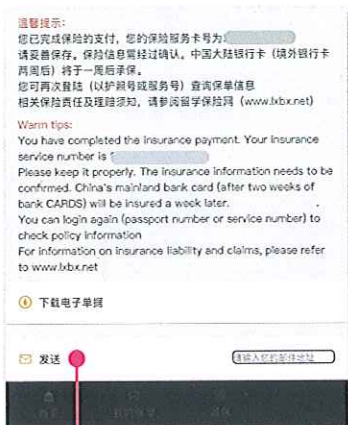 温馨提示：
您已完成保险的支付，您的保险服务卡号为:
请妥善保存。保险信息需经过确认。中国大陆银行卡（境外银行卡
两周后）将于一周后承保。
您可再次登陆（以护照号或服务号）查询保单信息
相关保险责任及理赔须知，请参阅留学保险网（www.lxbx.net）
Warm tips:
You have completed the insurance payment. Your insurance
service number is
Please keep it properly. The insurance information needs to be
confirmed. China's mainland bank card (after two weeks of
bank CARDS) will be insured a week later.
You can login again (passport number or service number) to
check policy information
For information on insurance liability and claims, please refer
to www.lxbx.net
下载电子单据
发送
请输入您的邮件地址